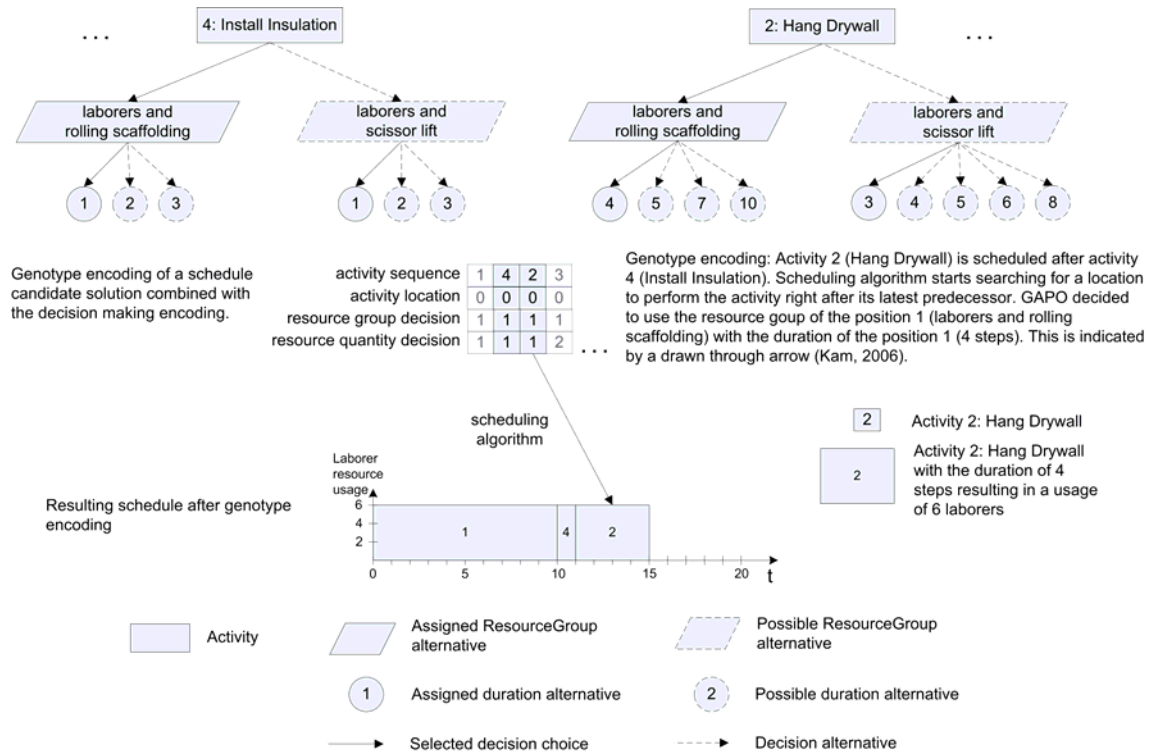 . . .
4: Install Insulation
2: Hang Drywall
. . .
laborers and
rolling scaffolding
laborers and
scissor lift
laborers and
rolling scaffolding
laborers and
scissor lift
1 2 3
1 2 3
4 5 7 10
3 4 5 6 8
Genotype encoding of a schedule
candidate solution combined with
the decision making encoding.
activity sequence 1 4 2 3
activity location 0 0 0 0
resource group decision 1 1 1 1
resource quantity decision 1 1 1 2
. . .
Genotype encoding: Activity 2 (Hang Drywall) is scheduled after activity
4 (Install Insulation). Scheduling algorithm starts searching for a location
to perform the activity right after its latest predecessor. GAPO decided
to use the resource goup of the position 1 (laborers and rolling
scaffolding) with the duration of the position 1 (4 steps). This is indicated
by a drawn through arrow (Kam, 2006).
scheduling
algorithm
2
Activity 2: Hang Drywall
2
Activity 2: Hang Drywall
with the duration of 4
steps resulting in a usage
of 6 laborers
Resulting schedule after genotype
encoding
Laborer
resource
usage
6
4
2
1
4
2
0 5 10 15 20 t
Activity
Assigned ResourceGroup
alternative
Possible ResourceGroup
alternative
1
Assigned duration alternative
2
Possible duration alternative
Selected decision choice
Decision alternative